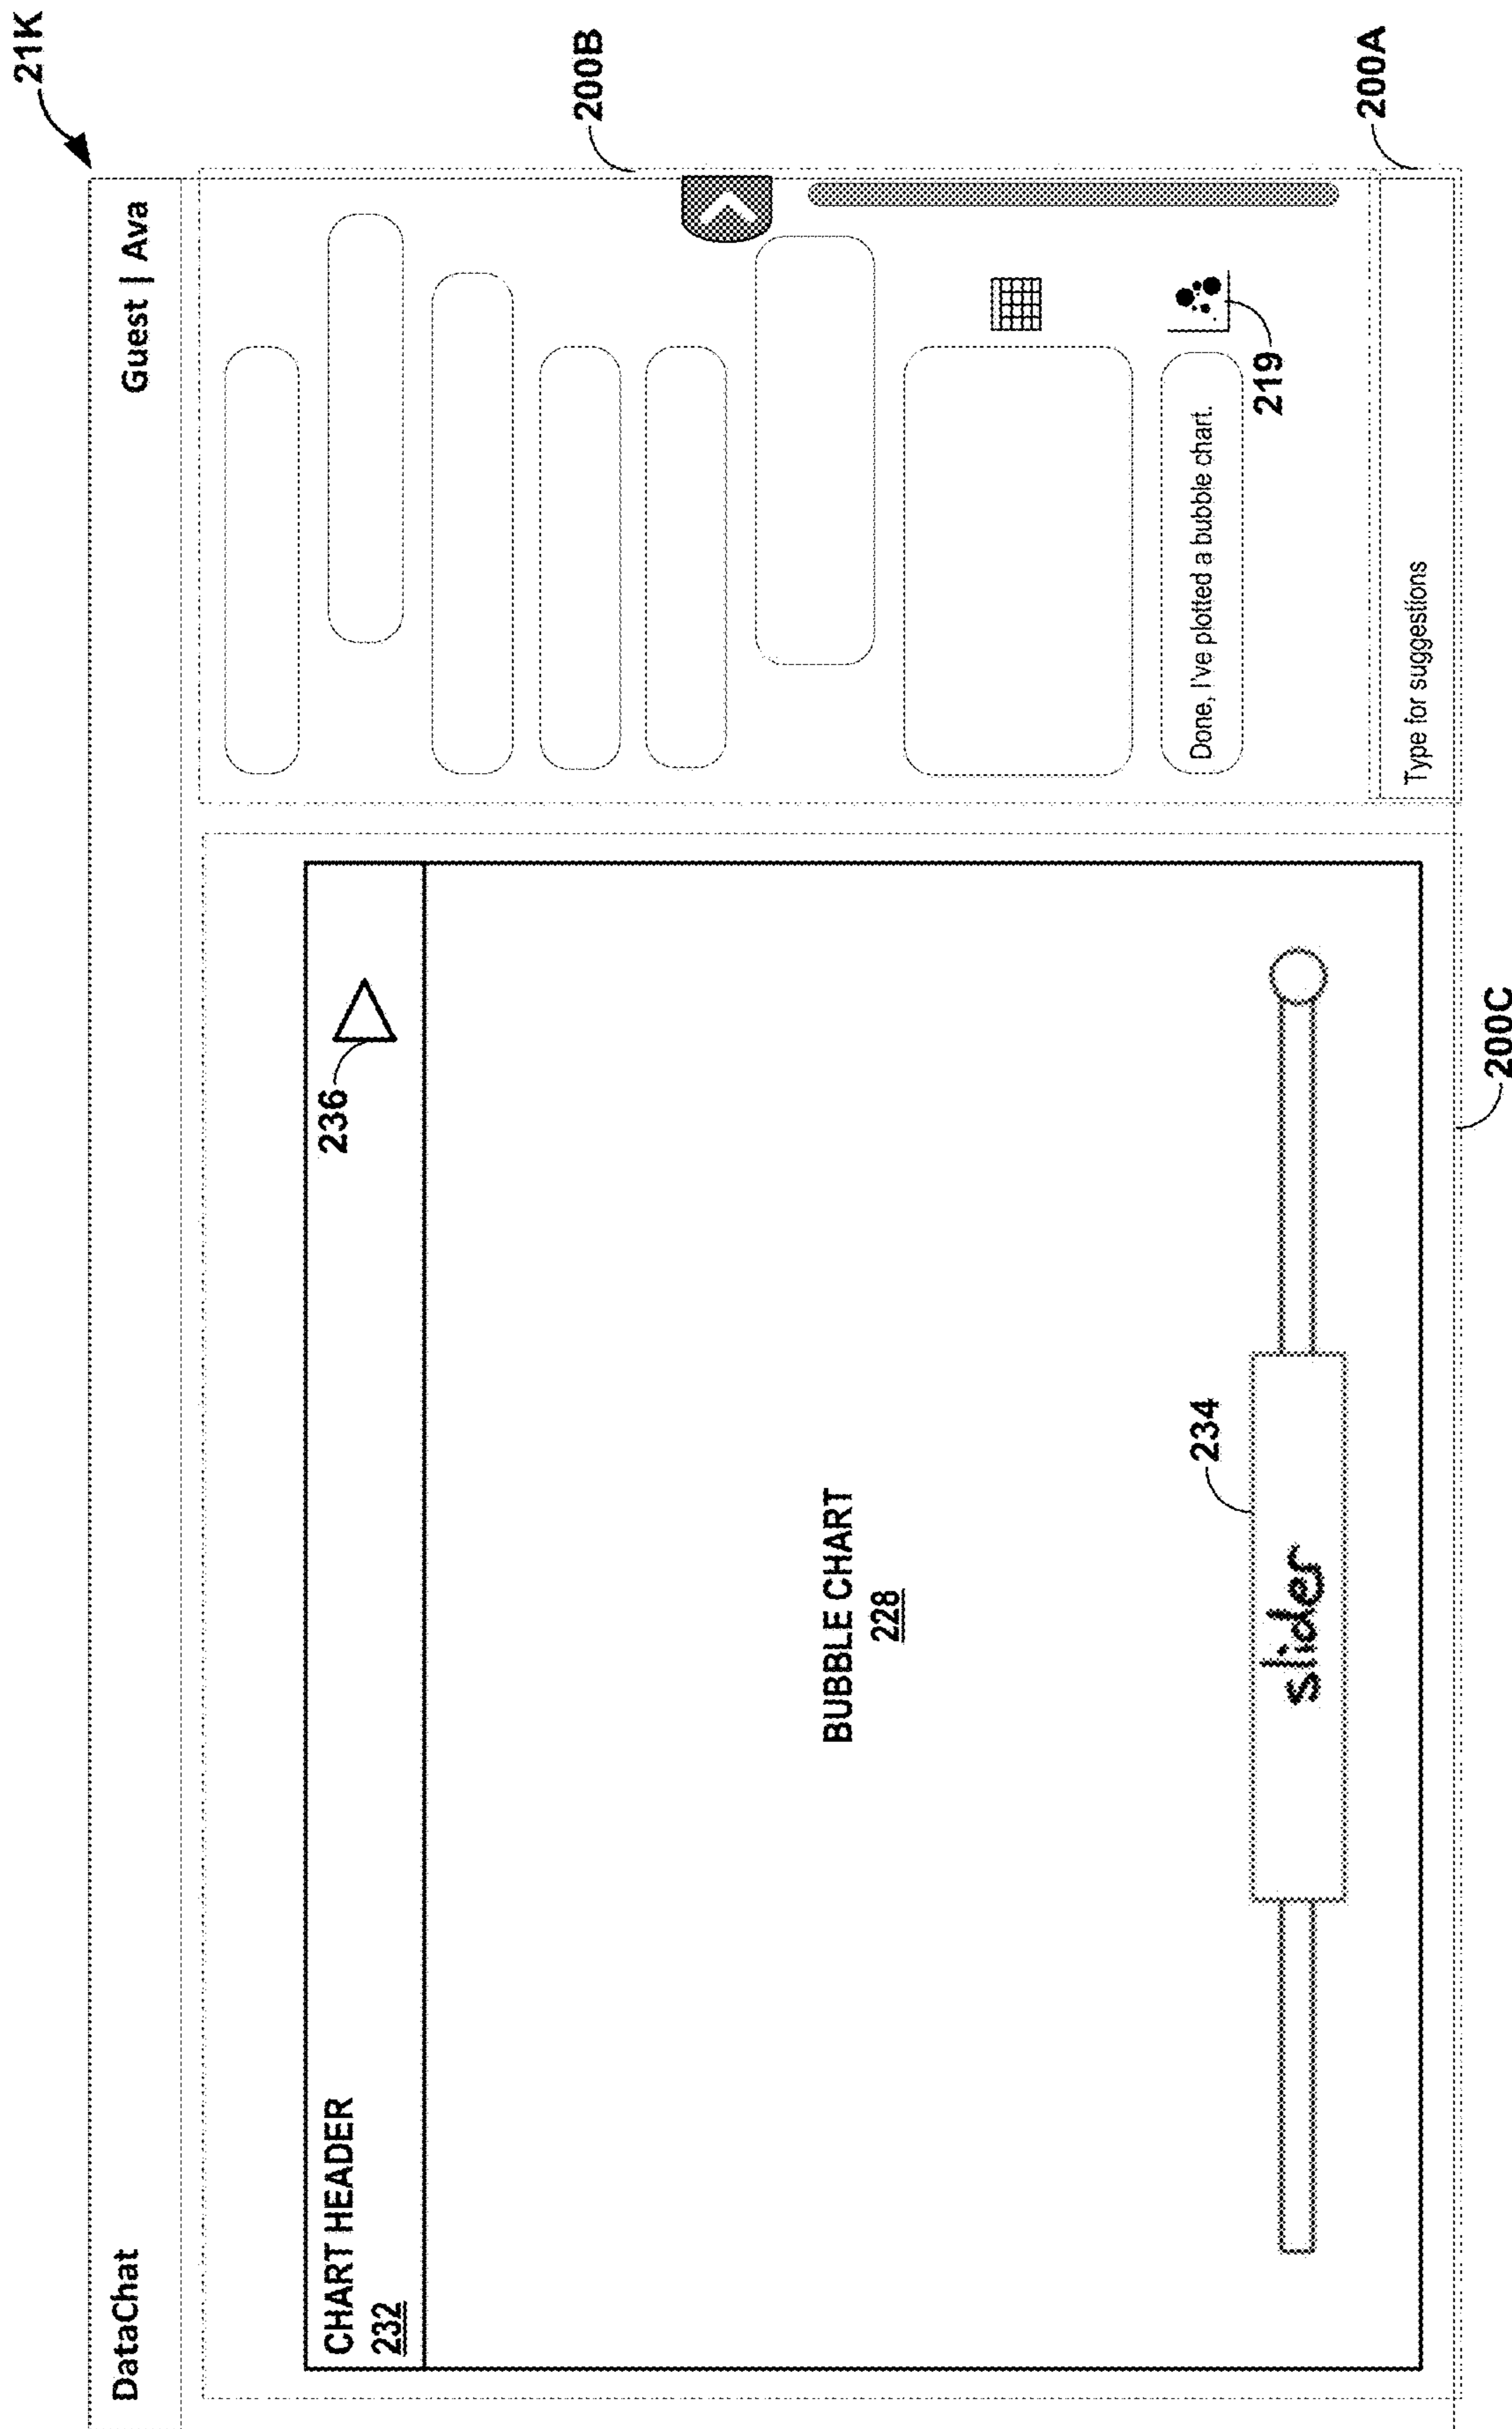 21K
DataChat
Guest | Ava
CHART HEADER
232
236
BUBBLE CHART
228
234
slider
200B
Done, I've plotted a bubble chart.
219
Type for suggestions
200A
200C